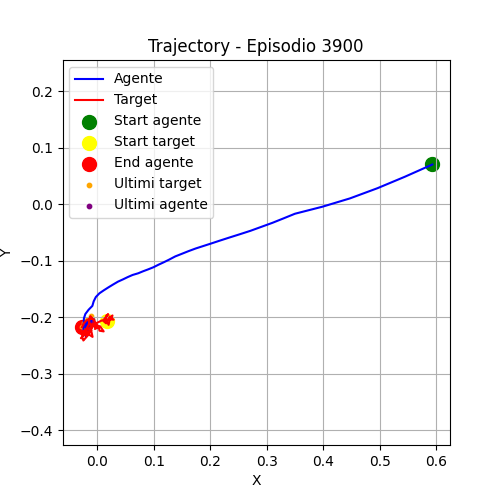 Trajectory - Episodio 3900
Agente
Target
Start agente
Start target
End agente
Ultimi target
Ultimi agente
0.2
0.1
0.0
−0.1
−0.2
−0.3
−0.4
Y
0.0 0.1 0.2 0.3 0.4 0.5 0.6
X